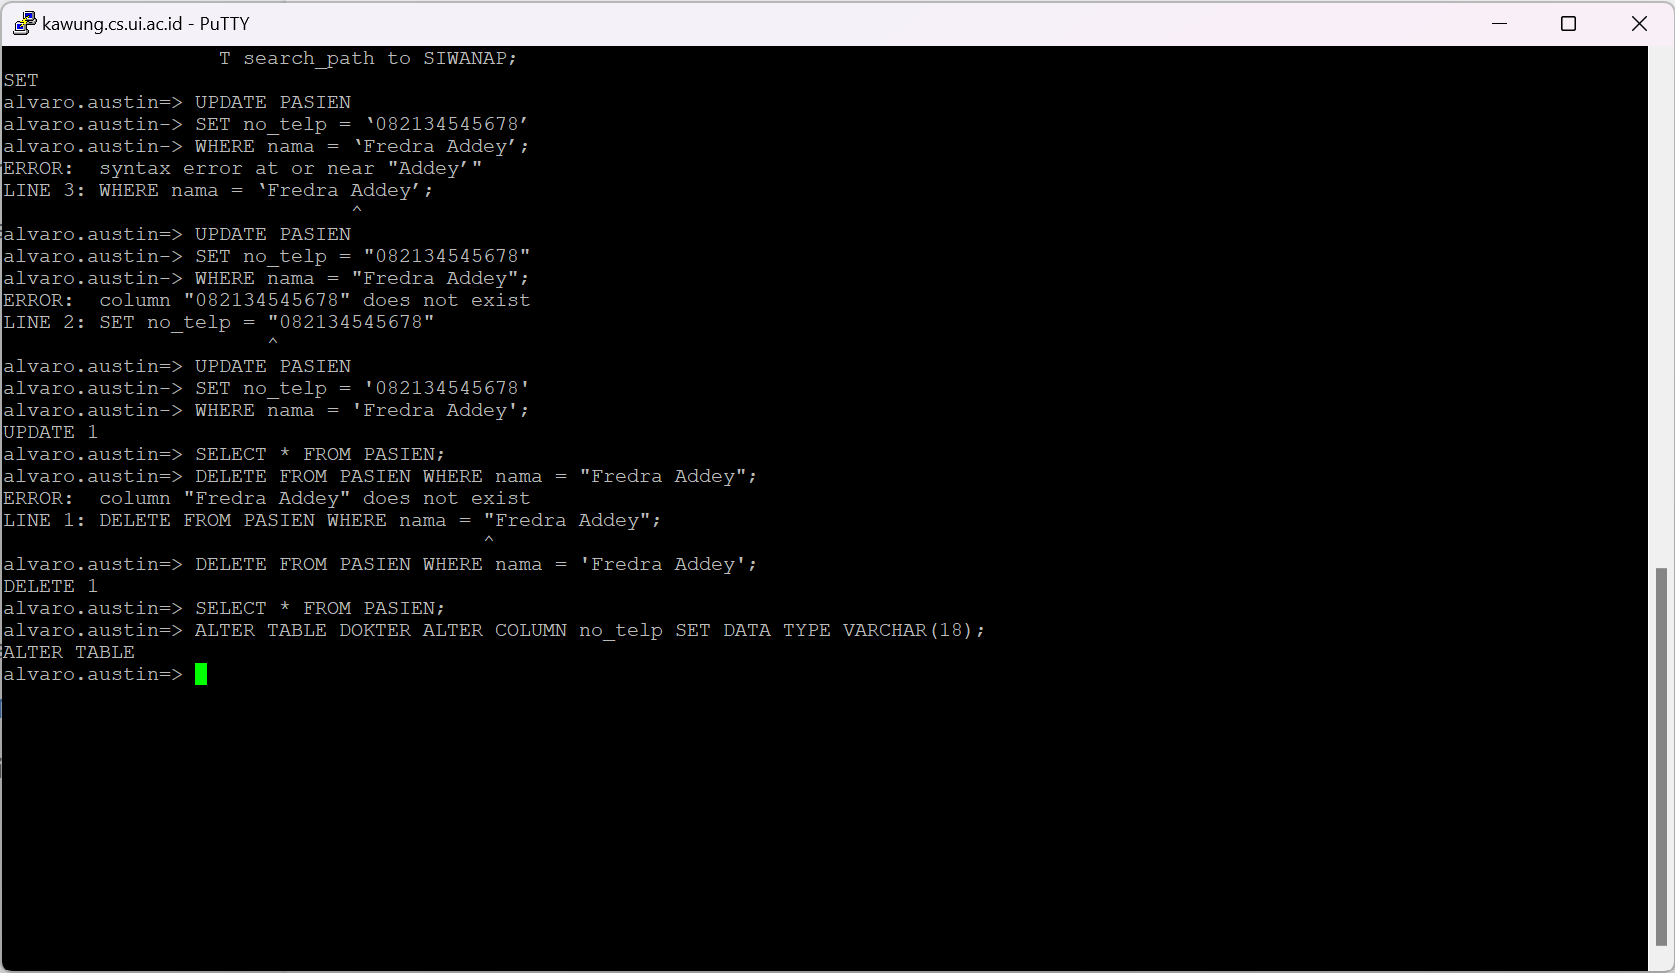 kawung.cs.ui.ac.id - PuTTY
T search_path to SIWANAP;
SET
alvaro.austin=> UPDATE PASIEN
alvaro.austin-> SET no_telp = ‘082134545678’
alvaro.austin-> WHERE nama = ‘Fredra Addey’;
ERROR:  syntax error at or near "Addey’"
LINE 3: WHERE nama = ‘Fredra Addey’;
^
alvaro.austin=> UPDATE PASIEN
alvaro.austin-> SET no_telp = "082134545678"
alvaro.austin-> WHERE nama = "Fredra Addey";
ERROR:  column "082134545678" does not exist
LINE 2: SET no_telp = "082134545678"
^
alvaro.austin=> UPDATE PASIEN
alvaro.austin-> SET no_telp = '082134545678'
alvaro.austin-> WHERE nama = 'Fredra Addey';
UPDATE 1
alvaro.austin=> SELECT * FROM PASIEN;
alvaro.austin=> DELETE FROM PASIEN WHERE nama = "Fredra Addey";
ERROR:  column "Fredra Addey" does not exist
LINE 1: DELETE FROM PASIEN WHERE nama = "Fredra Addey";
^
alvaro.austin=> DELETE FROM PASIEN WHERE nama = 'Fredra Addey';
DELETE 1
alvaro.austin=> SELECT * FROM PASIEN;
alvaro.austin=> ALTER TABLE DOKTER ALTER COLUMN no_telp SET DATA TYPE VARCHAR(18);
ALTER TABLE
alvaro.austin=>